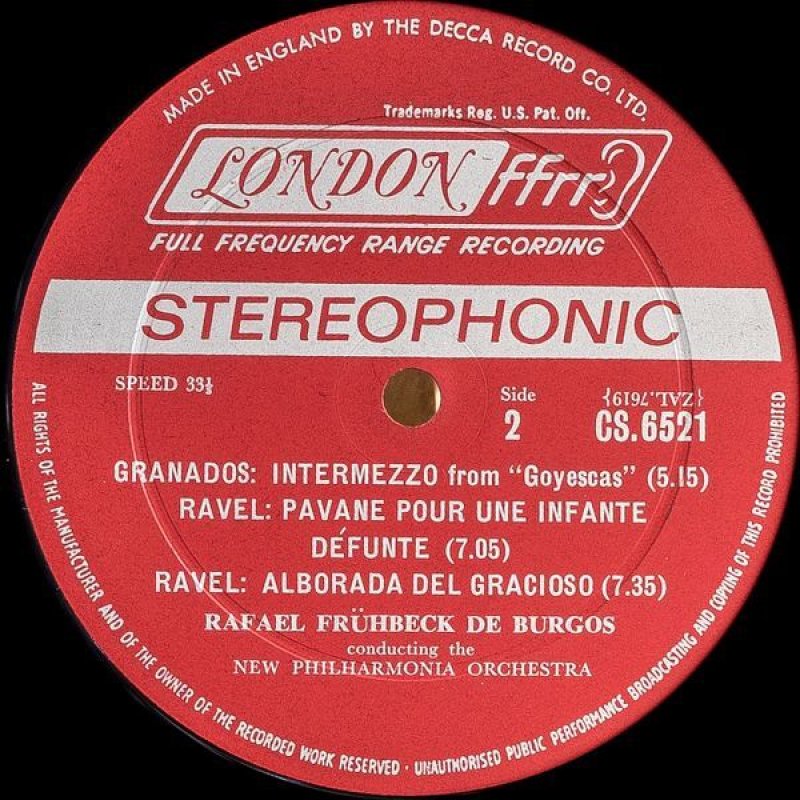 MADE IN ENGLAND BY THE DECCA RECORD CO. LTD.
Trademarks Reg. U.S. Pat. Off.
LONDON ffrr
FULL FREQUENCY RANGE RECORDING
STEREOPHONIC
SPEED 33⅓
Side
2
{ZAL.7619}
CS.6521
GRANADOS: INTERMEZZO from “Goyescas” (5.15)
RAVEL: PAVANE POUR UNE INFANTE
DÉFUNTE (7.05)
RAVEL: ALBORADA DEL GRACIOSO (7.35)
RAFAEL FRÜHBECK DE BURGOS
conducting the
NEW PHILHARMONIA ORCHESTRA
ALL RIGHTS OF THE MANUFACTURER AND OF THE OWNER OF THE RECORDED WORK RESERVED · UNAUTHORISED PUBLIC PERFORMANCE BROADCASTING AND COPYING OF THIS RECORD PROHIBITED